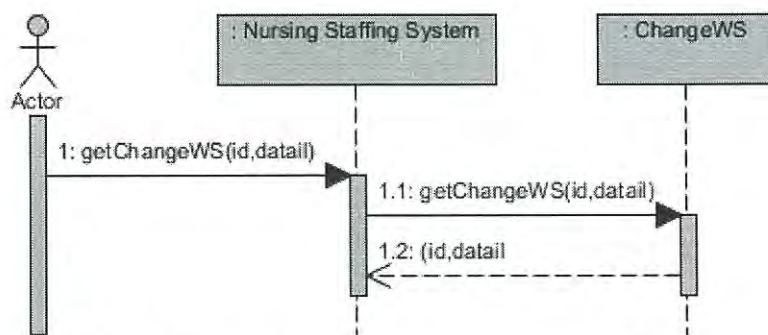 : Nursing Staffing System
: ChangeWS
Actor
1: getChangeWS(id,datail)
1.1: getChangeWS(id,datail)
1.2: (id,datail